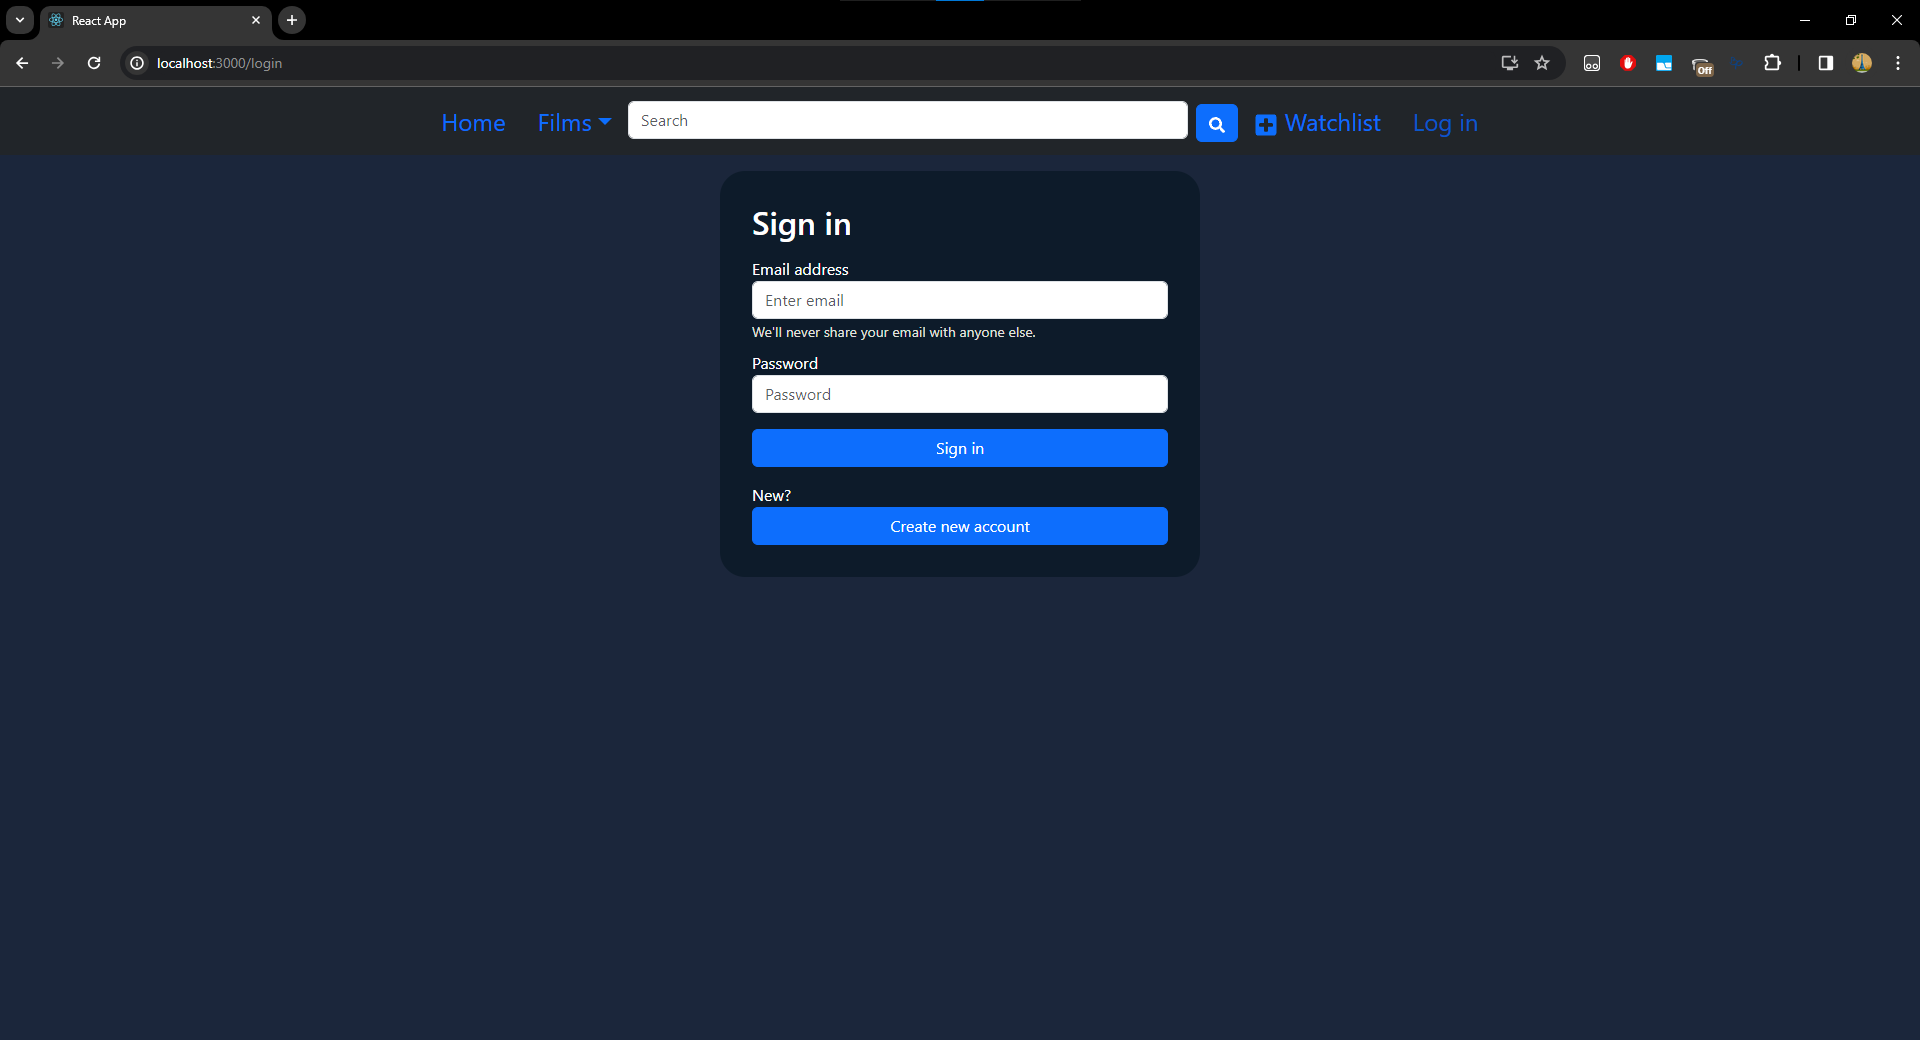 React App
localhost:3000/login
Off
Home Films Search Watchlist Log in
Sign in
Email address
Enter email
We'll never share your email with anyone else.
Password
Password
Sign in
New?
Create new account